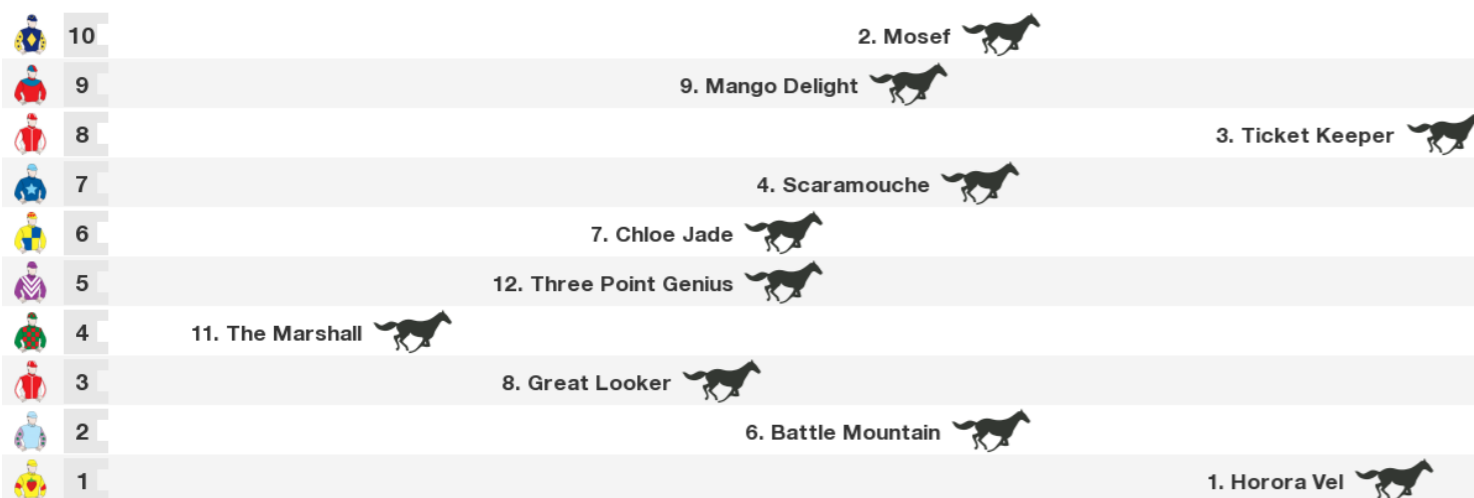 10 2. Mosef
9 9. Mango Delight
8 3. Ticket Keeper
7 4. Scaramouche
6 7. Chloe Jade
5 12. Three Point Genius
4 11. The Marshall
3 8. Great Looker
2 6. Battle Mountain
1 1. Horora Vel